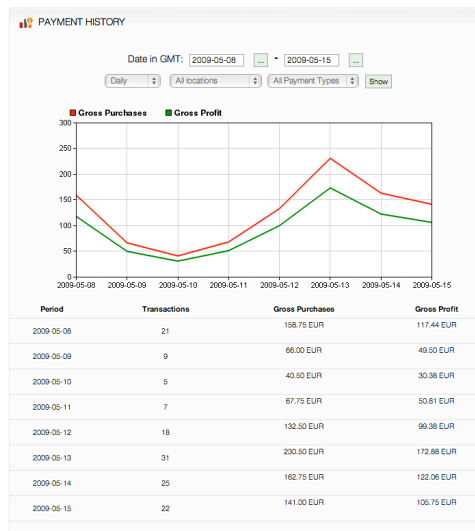 PAYMENT HISTORY
Date in GMT: 2009-05-08 ... - 2009-05-15 ...
Daily All locations All Payment Types Show
Gross Purchases Gross Profit
300
250
200
150
100
50
0
2009-05-08 2009-05-09 2009-05-10 2009-05-11 2009-05-12 2009-05-13 2009-05-14 2009-05-15
Period Transactions Gross Purchases Gross Profit
2009-05-08 21 158.75 EUR 117.44 EUR
2009-05-09 9 66.00 EUR 49.50 EUR
2009-05-10 5 40.50 EUR 30.38 EUR
2009-05-11 7 67.75 EUR 50.81 EUR
2009-05-12 18 132.50 EUR 99.38 EUR
2009-05-13 31 230.50 EUR 172.88 EUR
2009-05-14 25 162.75 EUR 122.06 EUR
2009-05-15 22 141.00 EUR 105.75 EUR